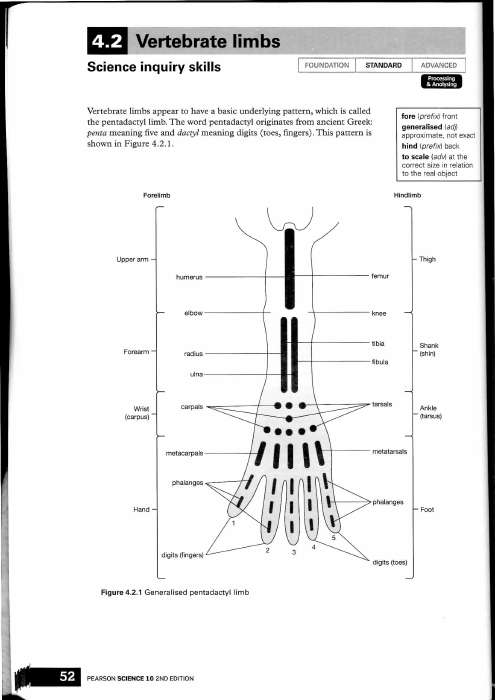 4.2 Vertebrate limbs
Science inquiry skills
FOUNDATION STANDARD ADVANCED
Processing
& Analysing
Vertebrate limbs appear to have a basic underlying pattern, which is called
the pentadactyl limb. The word pentadactyl originates from ancient Greek:
penta meaning five and dactyl meaning digits (toes, fingers). This pattern is
shown in Figure 4.2.1.
fore (prefix) front
generalised (adj)
approximate, not exact
hind (prefix) back
to scale (adv) at the
correct size in relation
to the real object
Forelimb
Hindlimb
Upper arm
Thigh
humerus
femur
elbow
knee
tibia
Shank
(shin)
Forearm
radius
fibula
ulna
Wrist
(carpus)
carpals
tarsals
Ankle
(tarsus)
metacarpals
metatarsals
phalanges
phalanges
Hand
Foot
1
2
3
4
5
digits (fingers)
digits (toes)
Figure 4.2.1 Generalised pentadactyl limb
52 PEARSON SCIENCE 10 2ND EDITION